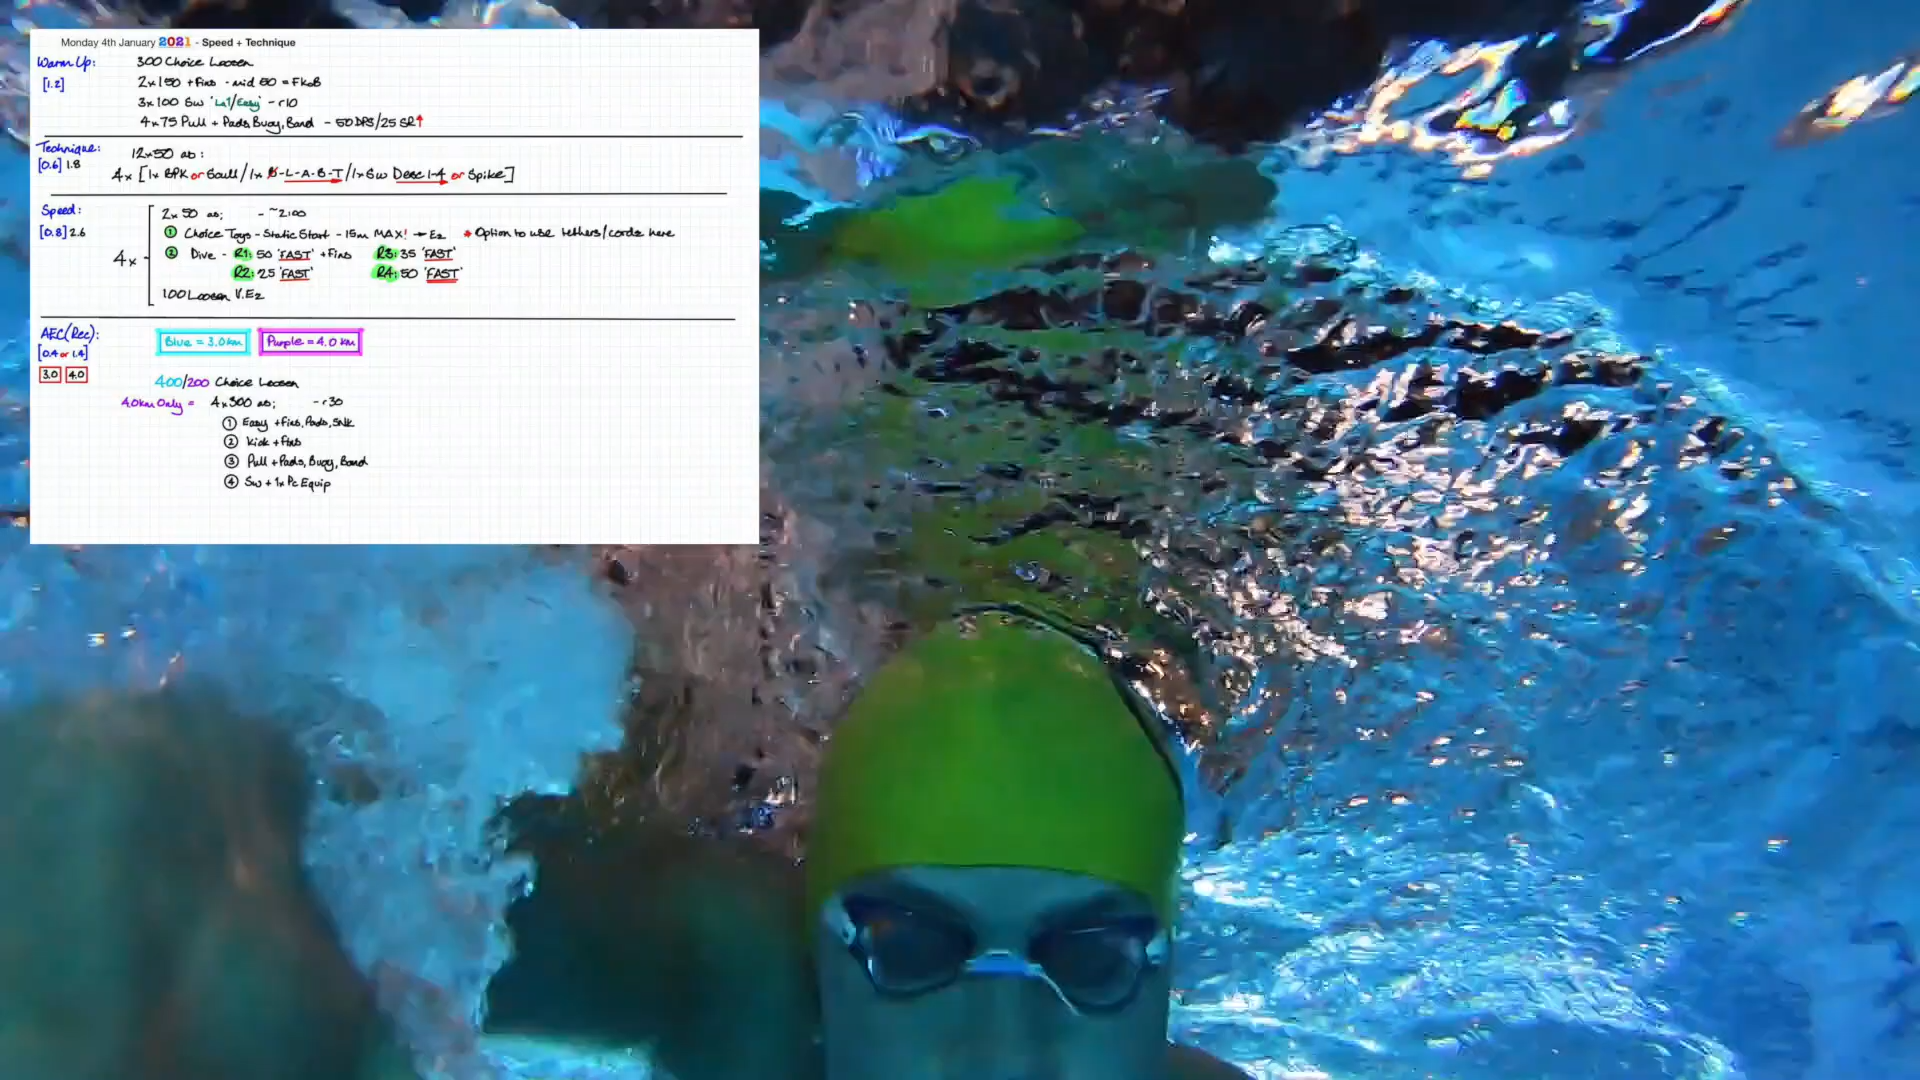 Monday 4th January 2021 - Speed + Technique
Warm Up: 300 Choice Loosen
[1.2] 2x150 + Fins - mid 50 = FKoB
3x100 Sw 'La1/Easy' - r10
4x75 Pull + Pads, Buoy, Band - 50 DPS/25 SR↑
Technique: 12x50 as:
[0.6] 1.8 4x [1x BPK or Scull/1x B-L-A-B-T/1x Sw Desc 1-4 or Spike]
Speed: 2x50 as; - ~2:00
[0.8] 2.6 ① Choice Toys - Static Start - 15m MAX! → Ez * Option to use tethers/cords here
4x ② Dive - R1: 50 'FAST' + Fins R3: 35 'FAST'
R2: 25 'FAST' R4: 50 'FAST'
100 Loosen V.Ez
AEC (Rec): Blue = 3.0km Purple = 4.0km
[0.4 or 1.4]
3.0 4.0
400/200 Choice Loosen
4.0km Only = 4x300 as; - r30
① Easy + fins, Pads, SNK
② Kick + fins
③ Pull + Pads, Buoy, Band
④ Sw + 1x Pc Equip